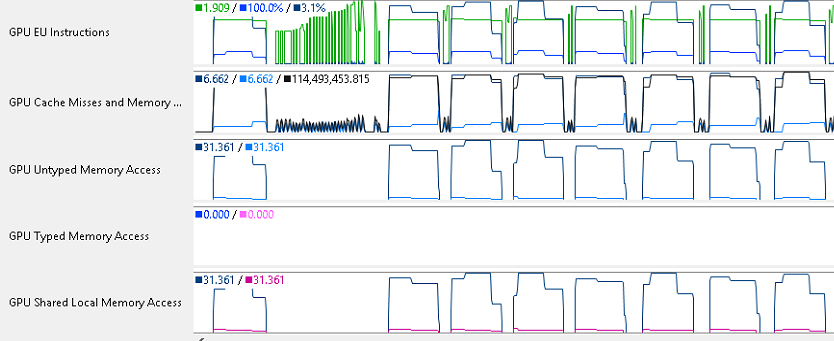 GPU EU Instructions
1.909 / 100.0% / 3.1%
GPU Cache Misses and Memory ...
6.662 / 6.662 / 114,493,453.815
GPU Untyped Memory Access
31.361 / 31.361
GPU Typed Memory Access
0.000 / 0.000
GPU Shared Local Memory Access
31.361 / 31.361